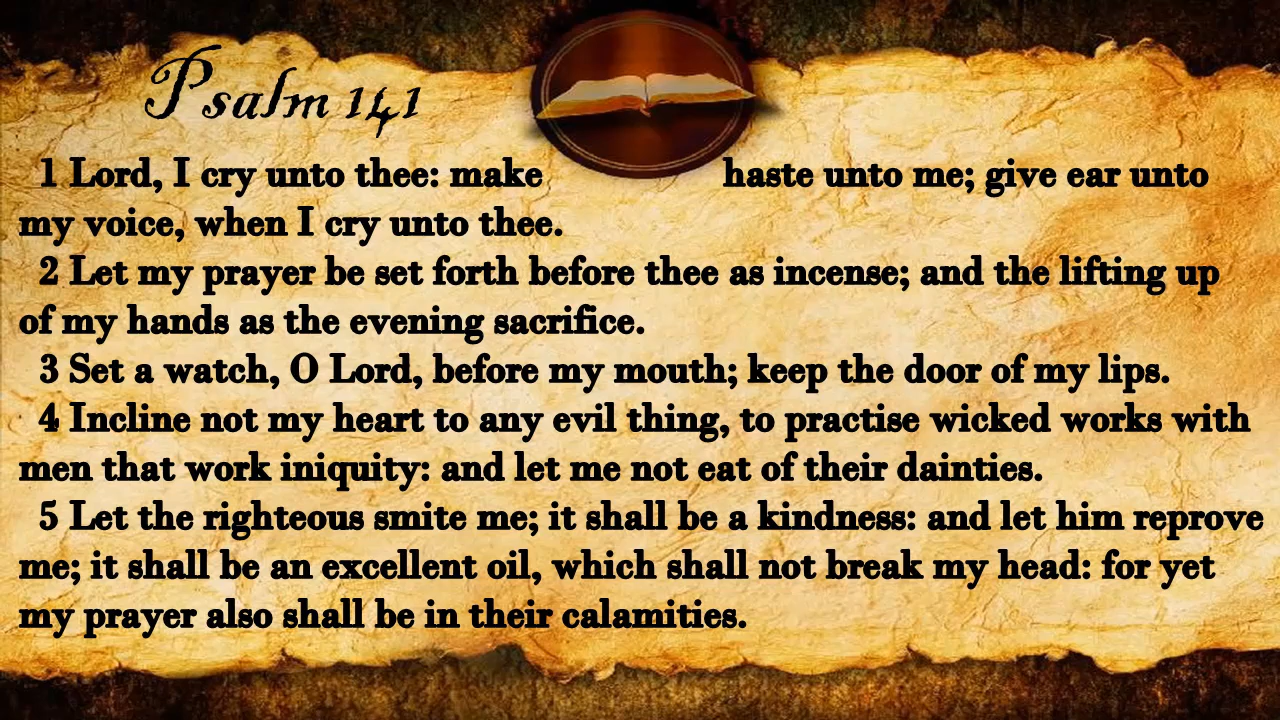 Psalm 141
1 Lord, I cry unto thee: make haste unto me; give ear unto
my voice, when I cry unto thee.
2 Let my prayer be set forth before thee as incense; and the lifting up
of my hands as the evening sacrifice.
3 Set a watch, O Lord, before my mouth; keep the door of my lips.
4 Incline not my heart to any evil thing, to practise wicked works with
men that work iniquity: and let me not eat of their dainties.
5 Let the righteous smite me; it shall be a kindness: and let him reprove
me; it shall be an excellent oil, which shall not break my head: for yet
my prayer also shall be in their calamities.